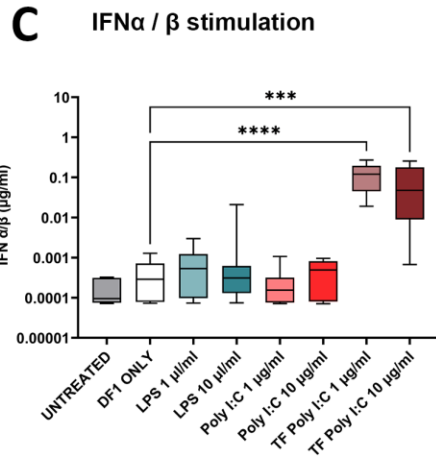 C
IFNα / β stimulation
***
****
10
1
0.1
0.01
0.001
0.0001
0.00001
IFN α/β (µg/ml)
UNTREATED
DF1 ONLY
LPS 1 µl/ml
LPS 10 µl/ml
Poly I:C 1 µg/ml
Poly I:C 10 µg/ml
TF Poly I:C 1 µg/ml
TF Poly I:C 10 µg/ml